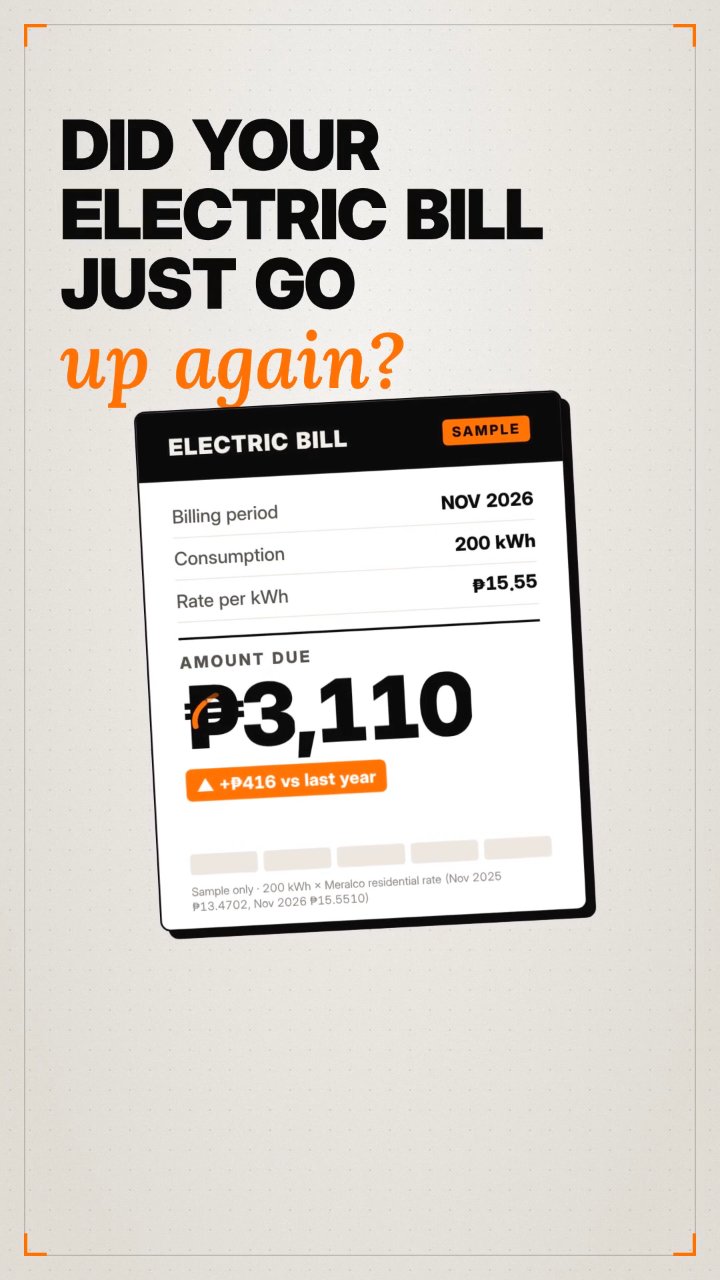 DID YOUR
ELECTRIC BILL
JUST GO
up again?
ELECTRIC BILL
SAMPLE
Billing period
NOV 2026
Consumption
200 kWh
Rate per kWh
₱15.55
AMOUNT DUE
₱3,110
▲ +₱416 vs last year
Sample only · 200 kWh × Meralco residential rate (Nov 2025
₱13.4702, Nov 2026 ₱15.5510)